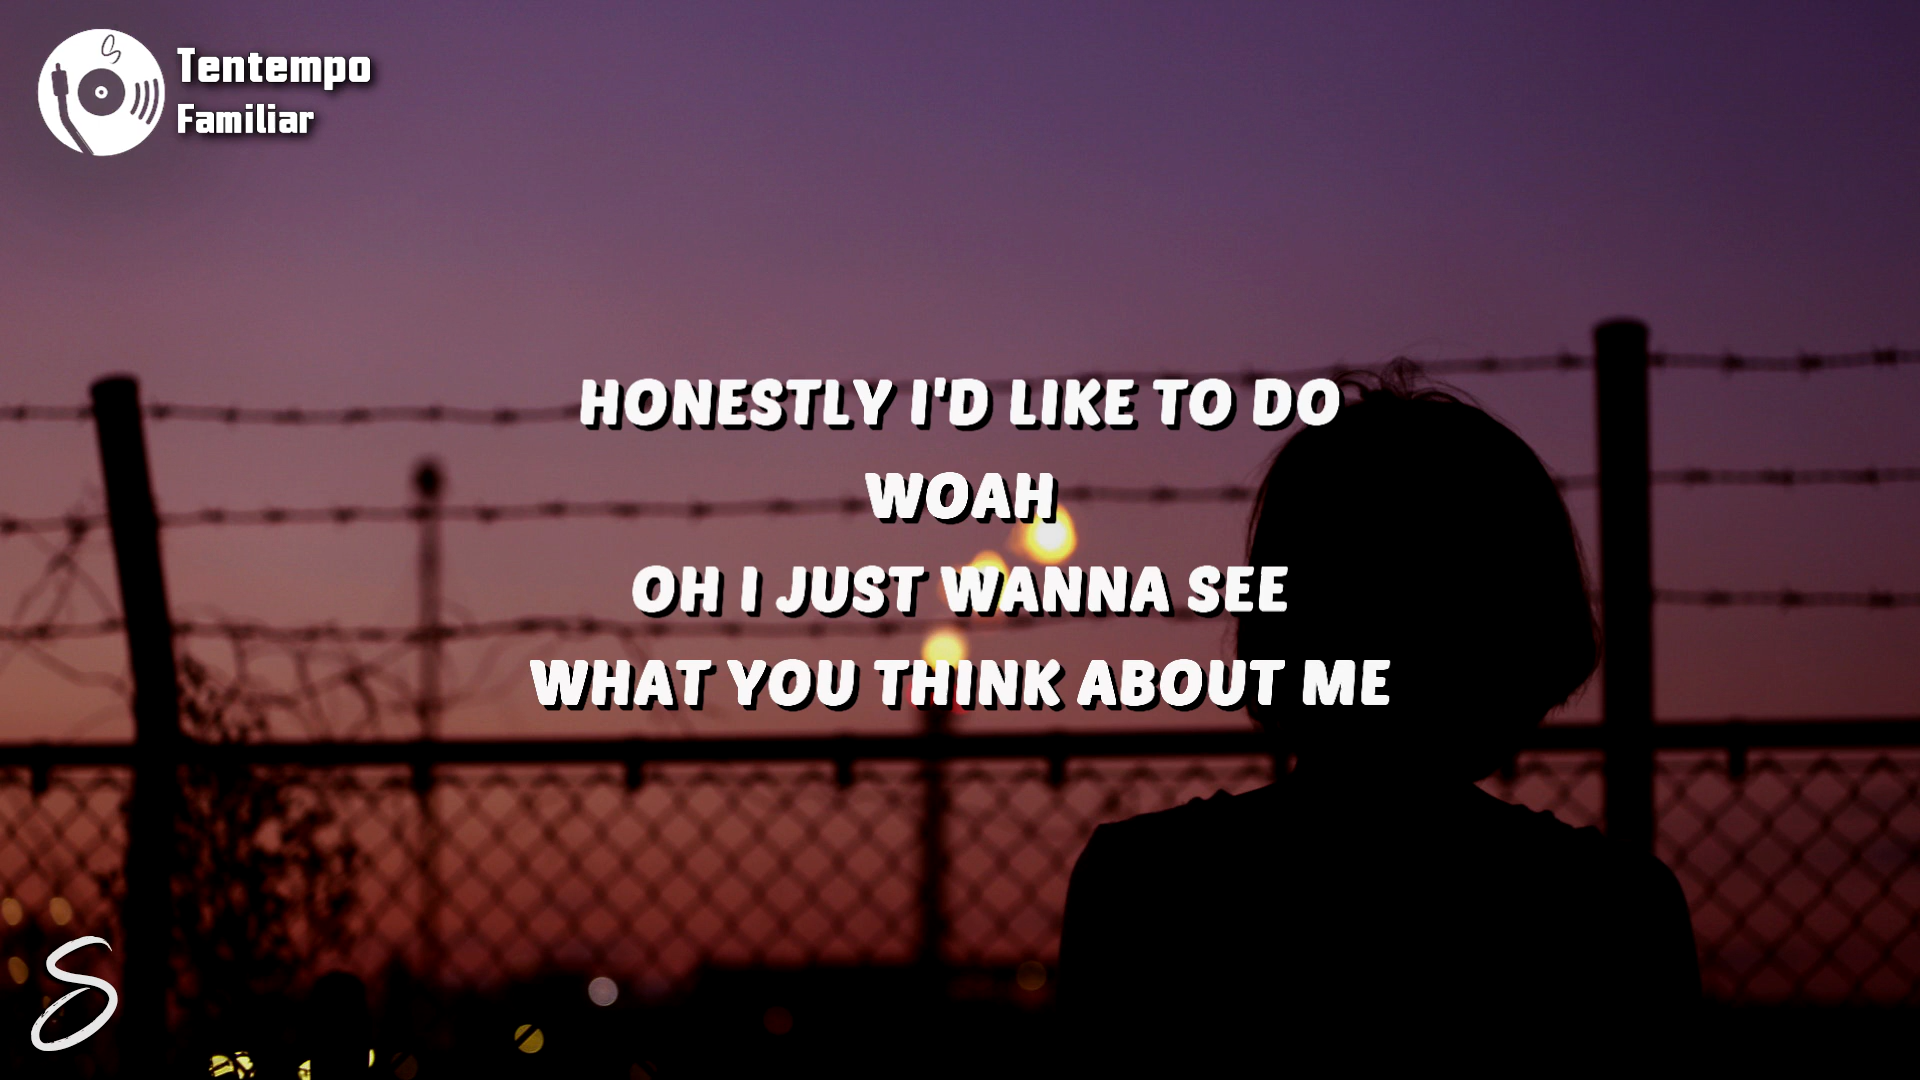 Tentempo
Familiar
HONESTLY I'D LIKE TO DO
WOAH
OH I JUST WANNA SEE
WHAT YOU THINK ABOUT ME
S